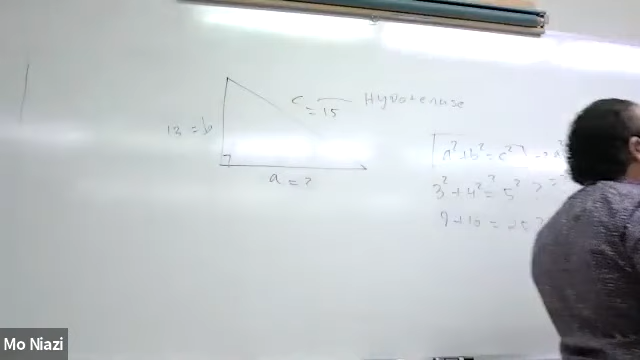 c = 15 Hypotenuse
12 = b
a = ?
a² + b² = c²
3² + 4² = 5²
9 + 16 = 25
Mo Niazi